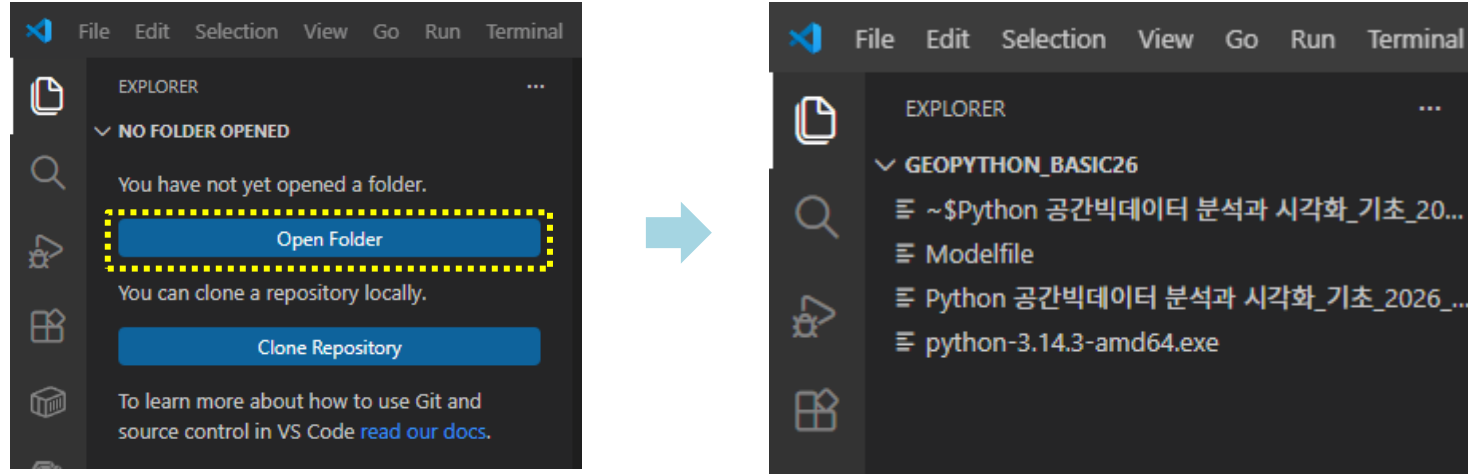 File Edit Selection View Go Run Terminal
EXPLORER ...
NO FOLDER OPENED
You have not yet opened a folder.
Open Folder
You can clone a repository locally.
Clone Repository
To learn more about how to use Git and
source control in VS Code read our docs.
File Edit Selection View Go Run Terminal
EXPLORER ...
GEOPYTHON_BASIC26
~$Python 공간빅데이터 분석과 시각화_기초_20...
Modelfile
Python 공간빅데이터 분석과 시각화_기초_2026_...
python-3.14.3-amd64.exe